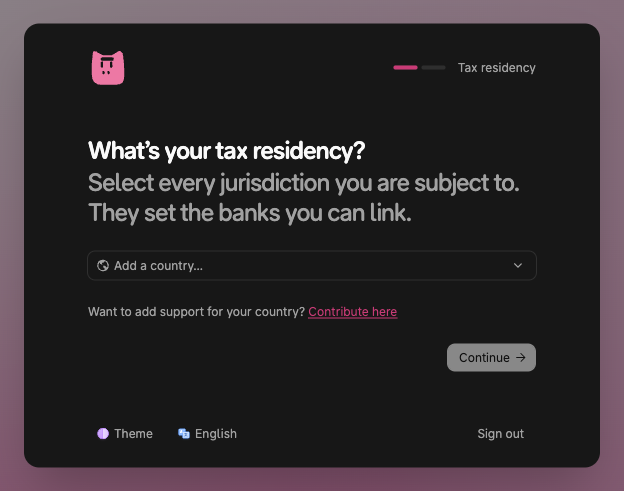 Tax residency
What's your tax residency?
Select every jurisdiction you are subject to.
They set the banks you can link.
Add a country...
Want to add support for your country? Contribute here
Continue →
Theme
English
Sign out